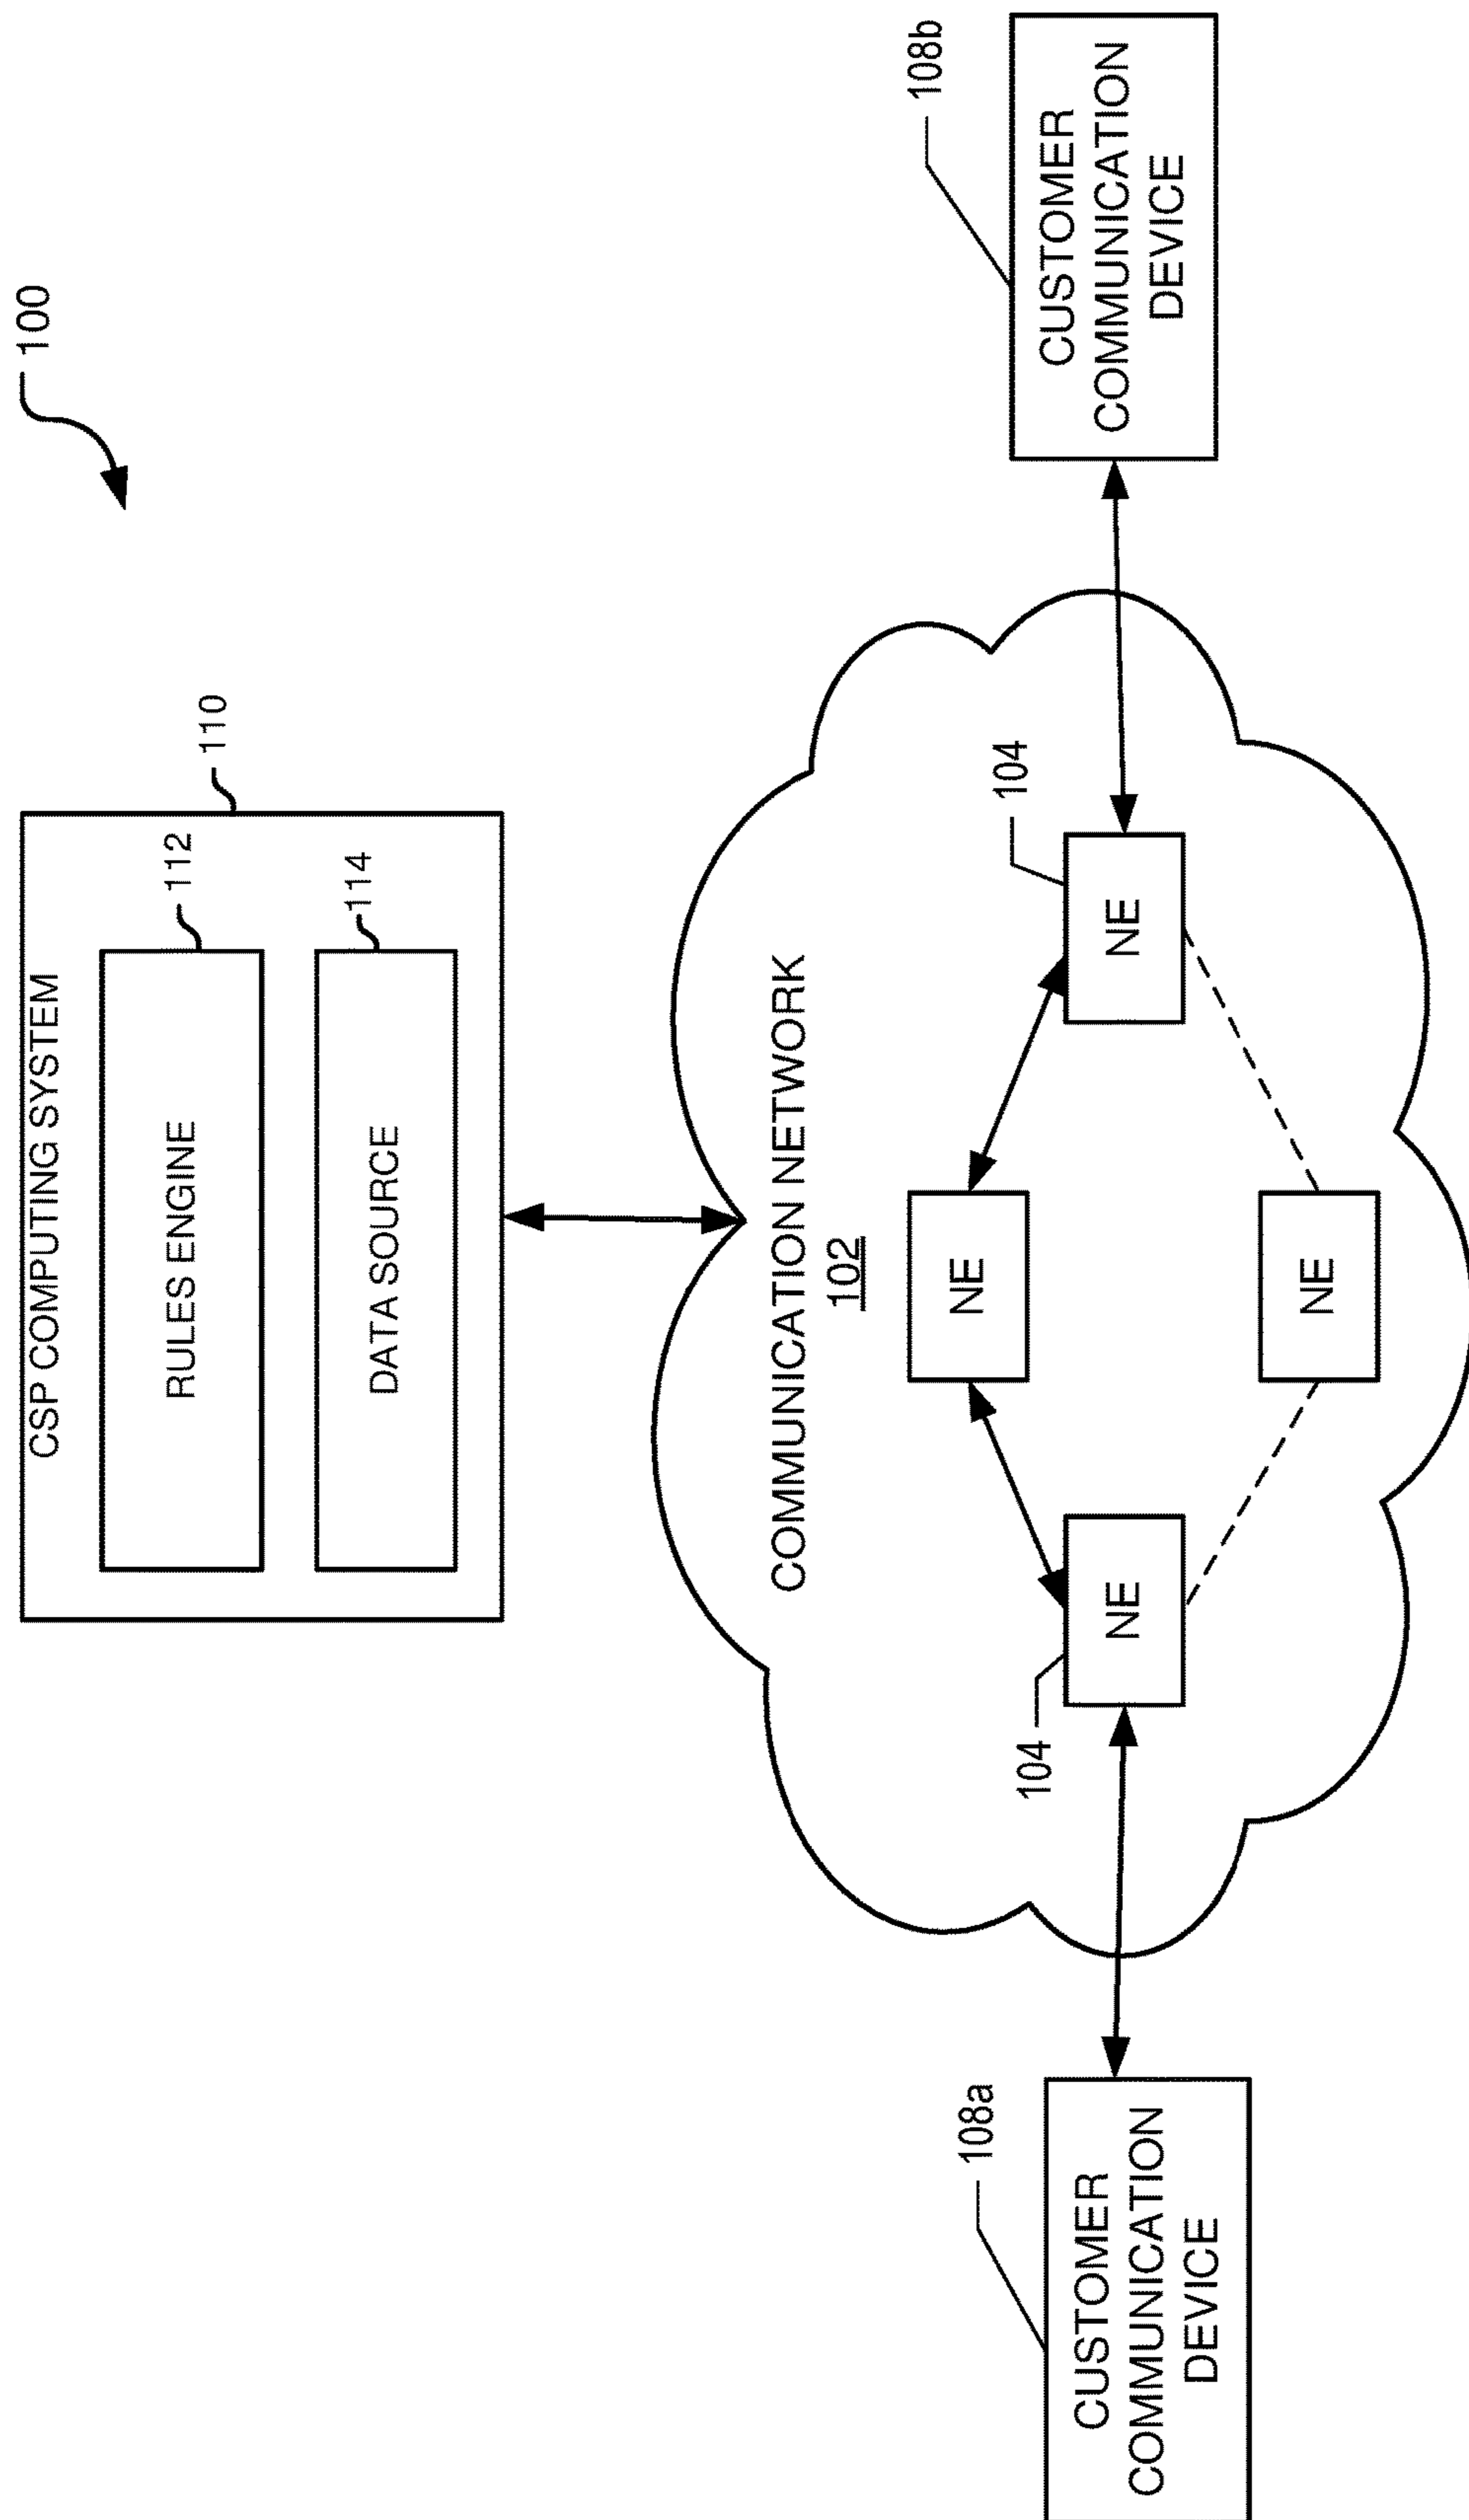 100
CSP COMPUTING SYSTEM
110
RULES ENGINE
112
DATA SOURCE
114
COMMUNICATION NETWORK
102
NE
104
NE
104
NE
NE
108a
CUSTOMER
COMMUNICATION
DEVICE
108b
CUSTOMER
COMMUNICATION
DEVICE